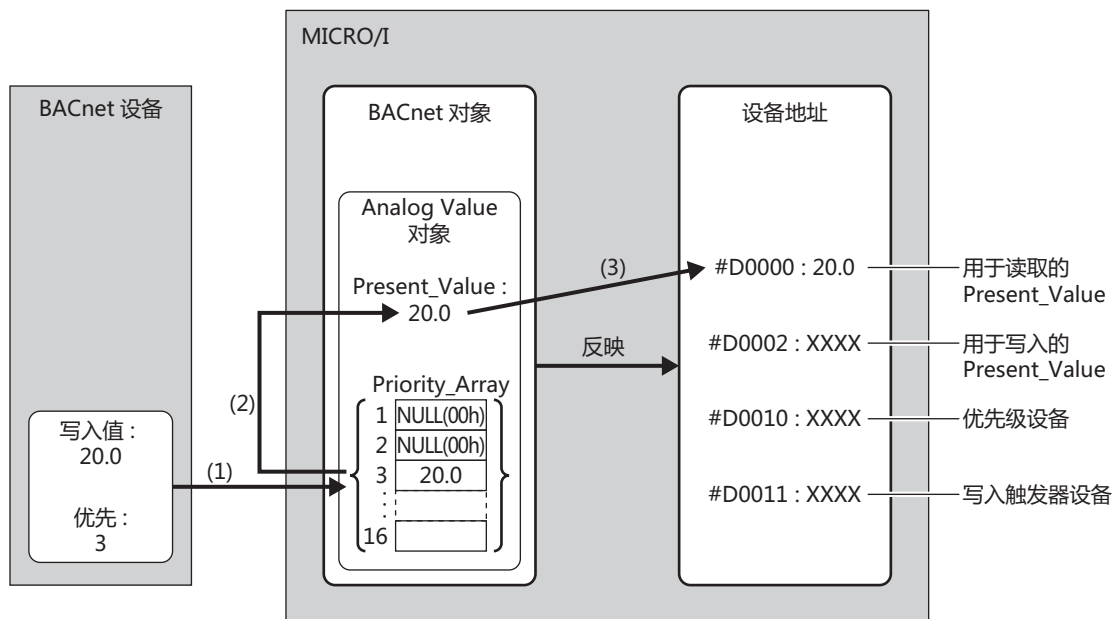 MICRO/I
BACnet 设备
BACnet 对象
设备地址
Analog Value
对象
Present_Value :
20.0
Priority_Array
1 NULL(00h)
2 NULL(00h)
3 20.0
:
16
写入值 :
20.0
优先 :
3
(1)
(2)
(3)
反映
#D0000 : 20.0
用于读取的
Present_Value
#D0002 : XXXX
用于写入的
Present_Value
#D0010 : XXXX
优先级设备
#D0011 : XXXX
写入触发器设备